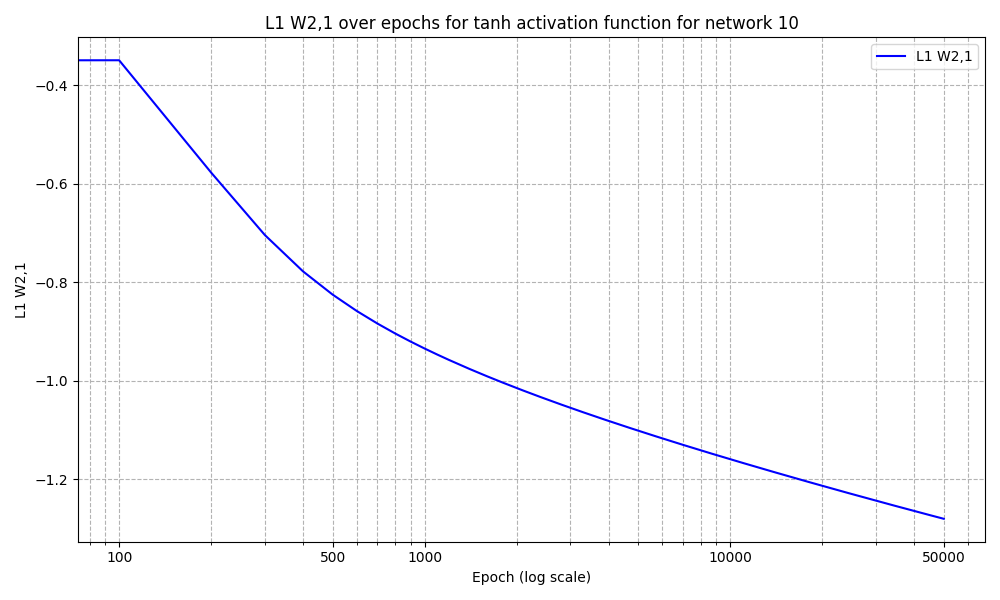 L1 W2,1 over epochs for tanh activation function for network 10
L1 W2,1
−0.4
−0.6
−0.8
−1.0
−1.2
L1 W2,1
100
500
1000
10000
50000
Epoch (log scale)